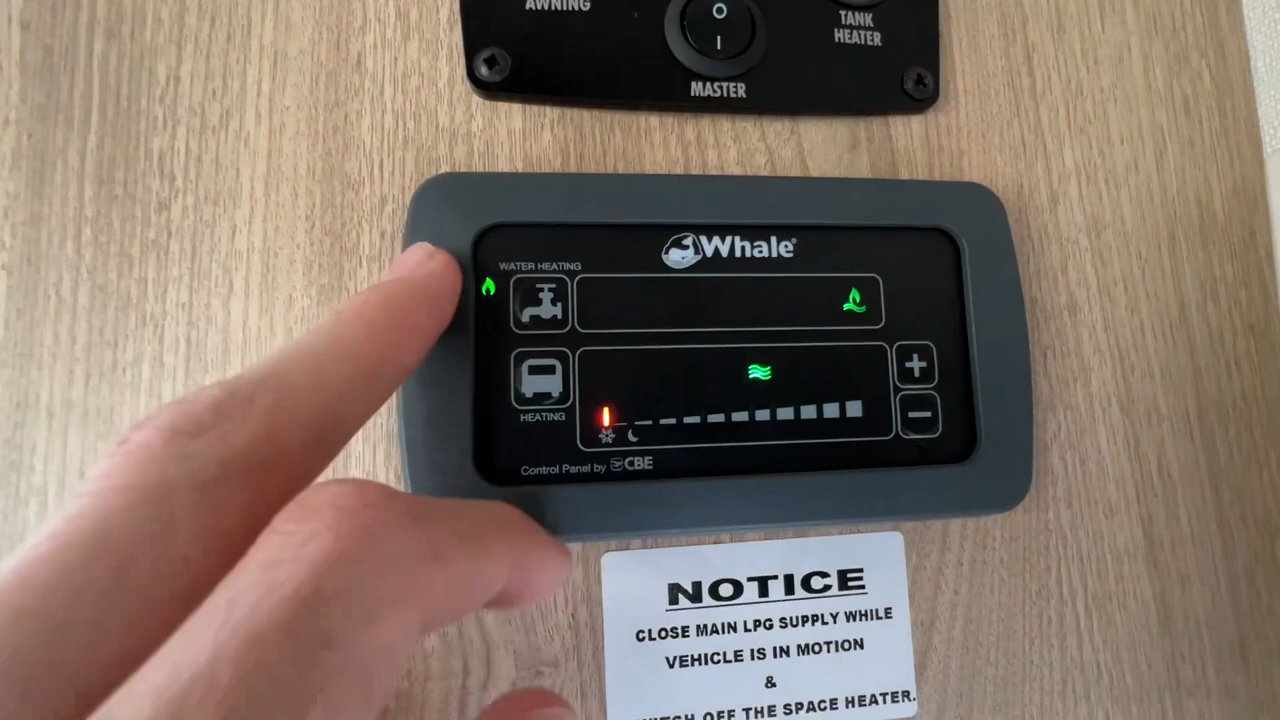 AWNING
TANK
HEATER
O
I
MASTER
Whale®
WATER HEATING
+
HEATING
−
Control Panel by CBE
NOTICE
CLOSE MAIN LPG SUPPLY WHILE
VEHICLE IS IN MOTION
&
OFF THE SPACE HEATER.